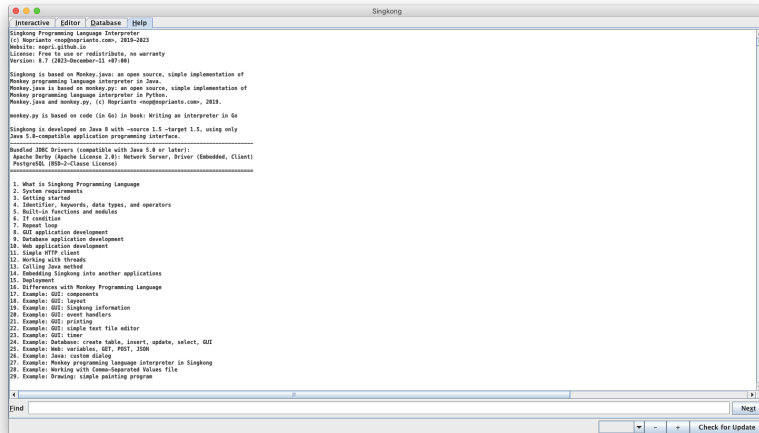 Singkong
Interactive Editor Database Help
Singkong Programming Language Interpreter
(c) Noprianto <nop@noprianto.com>, 2019-2023
Website: nopri.github.io
License: Free to use or redistribute, no warranty
Version: 8.7 (2023-December-11 +07:00)
Singkong is based on Monkey.java: an open source, simple implementation of
Monkey programming language interpreter in Java.
Monkey.java is based on monkey.py: an open source, simple implementation of
Monkey programming language interpreter in Python.
Monkey.java and monkey.py, (c) Noprianto <nop@noprianto.com>, 2019.
monkey.py is based on code (in Go) in book: Writing an interpreter in Go
Singkong is developed on Java 8 with -source 1.5 -target 1.5, using only
Java 5.0-compatible application programming interface.
Bundled JDBC Drivers (compatible with Java 5.0 or later):
Apache Derby (Apache License 2.0): Network Server, Driver (Embedded, Client)
PostgreSQL (BSD-2-Clause License)
1. What is Singkong Programming Language
2. System requirements
3. Getting started
4. Identifier, keywords, data types, and operators
5. Built-in functions and modules
6. If condition
7. Repeat loop
8. GUI application development
9. Database application development
10. Web application development
11. Simple HTTP client
12. Working with threads
13. Calling Java method
14. Embedding Singkong into another applications
15. Deployment
16. Differences with Monkey Programming Language
17. Example: GUI: components
18. Example: GUI: layout
19. Example: GUI: Singkong information
20. Example: GUI: event handlers
21. Example: GUI: printing
22. Example: GUI: simple text file editor
23. Example: GUI: timer
24. Example: Database: create table, insert, update, select, GUI
25. Example: Web: variables, GET, POST, JSON
26. Example: Java: custom dialog
27. Example: Monkey programming language interpreter in Singkong
28. Example: Working with Comma-Separated Values file
29. Example: Drawing: simple painting program
Find Next
- + Check for Update